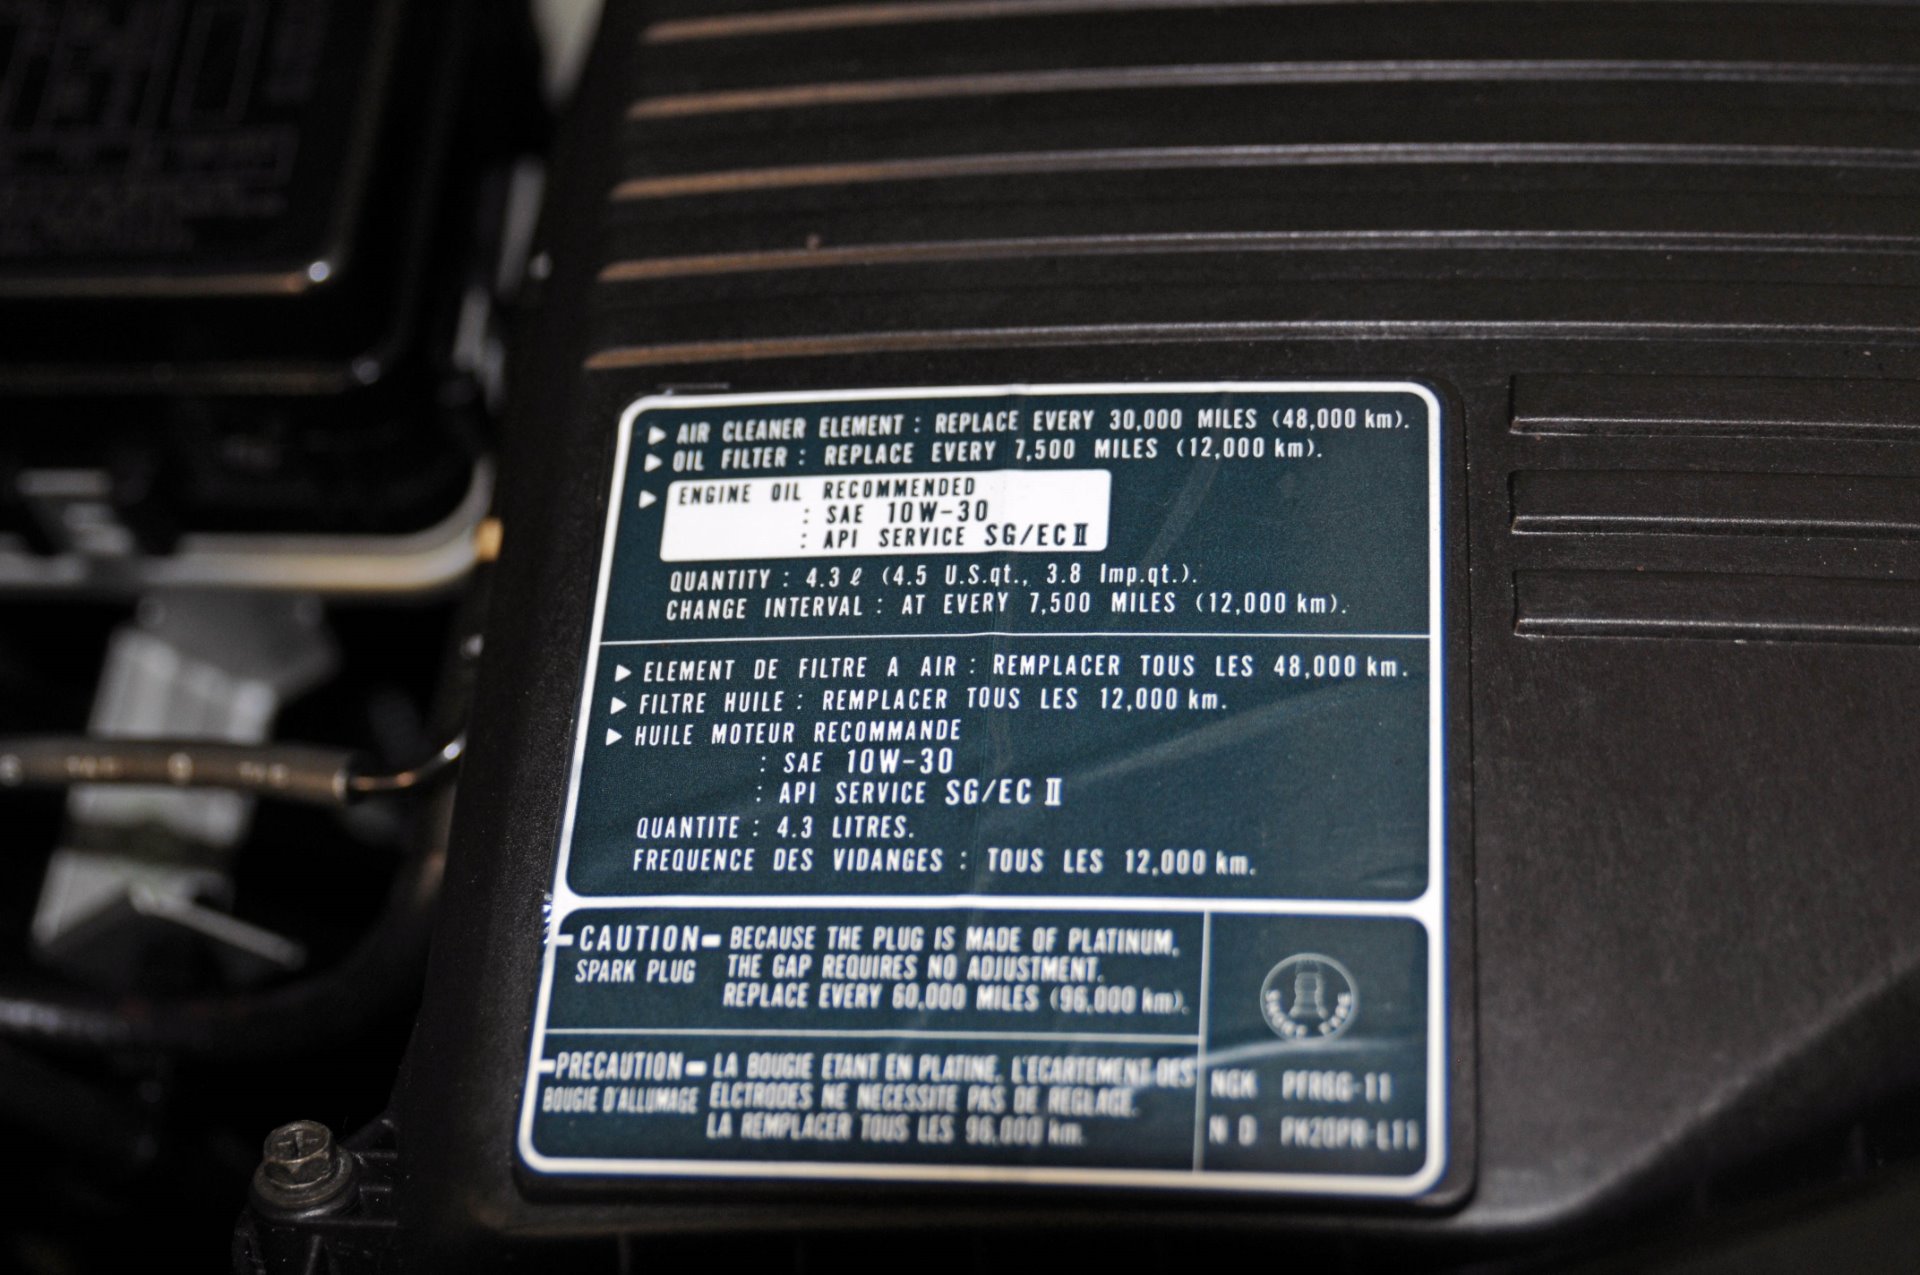 ▶ AIR CLEANER ELEMENT : REPLACE EVERY 30,000 MILES (48,000 km).
▶ OIL FILTER : REPLACE EVERY 7,500 MILES (12,000 km).
▶ ENGINE OIL RECOMMENDED
: SAE 10W-30
: API SERVICE SG/EC II
QUANTITY : 4.3 ℓ (4.5 U.S.qt., 3.8 Imp.qt.).
CHANGE INTERVAL : AT EVERY 7,500 MILES (12,000 km).
▶ ELEMENT DE FILTRE A AIR : REMPLACER TOUS LES 48,000 km.
▶ FILTRE HUILE : REMPLACER TOUS LES 12,000 km.
▶ HUILE MOTEUR RECOMMANDE
: SAE 10W-30
: API SERVICE SG/EC II
QUANTITE : 4.3 LITRES.
FREQUENCE DES VIDANGES : TOUS LES 12,000 km.
CAUTION BECAUSE THE PLUG IS MADE OF PLATINUM,
SPARK PLUG THE GAP REQUIRES NO ADJUSTMENT.
REPLACE EVERY 60,000 MILES (96,000 km).
PRECAUTION LA BOUGIE ETANT EN PLATINE, L'ECARTEMENT DES
BOUGIE D'ALLUMAGE ELCTRODES NE NECESSITE PAS DE REGLAGE.
LA REMPLACER TOUS LES 96,000 km.
NGK PFR6G-11
N D PK20PR-L11